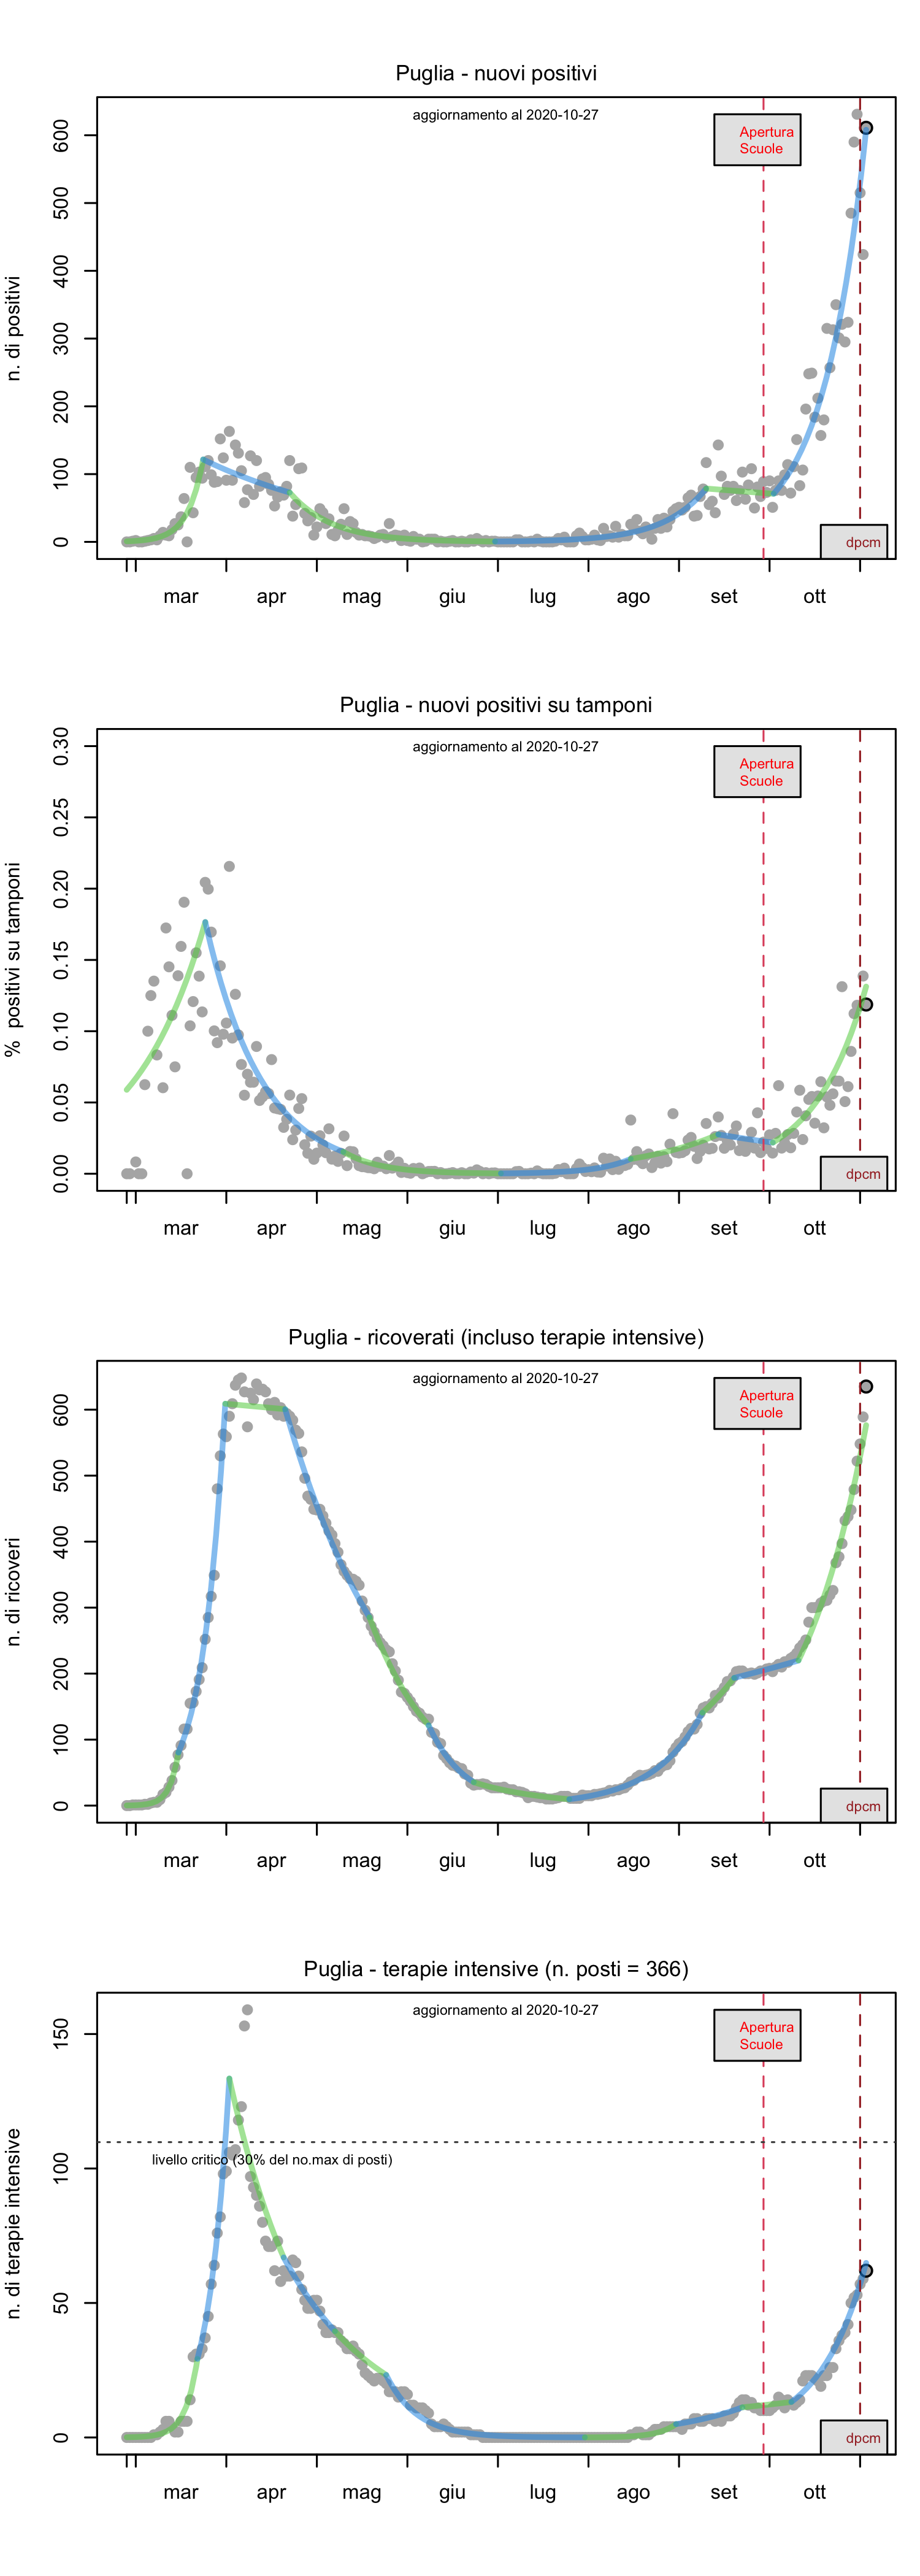 Puglia - nuovi positivi
aggiornamento al 2020-10-27
Apertura
Scuole
600
500
400
300
200
100
0
n. di positivi
dpcm
mar apr mag giu lug ago set ott
Puglia - nuovi positivi su tamponi
aggiornamento al 2020-10-27
Apertura
Scuole
0.30
0.25
0.20
0.15
0.10
0.05
0.00
% positivi su tamponi
dpcm
mar apr mag giu lug ago set ott
Puglia - ricoverati (incluso terapie intensive)
aggiornamento al 2020-10-27
Apertura
Scuole
600
500
400
300
200
100
0
n. di ricoveri
dpcm
mar apr mag giu lug ago set ott
Puglia - terapie intensive (n. posti = 366)
aggiornamento al 2020-10-27
Apertura
Scuole
150
livello critico (30% del no.max di posti)
100
50
0
n. di terapie intensive
dpcm
mar apr mag giu lug ago set ott